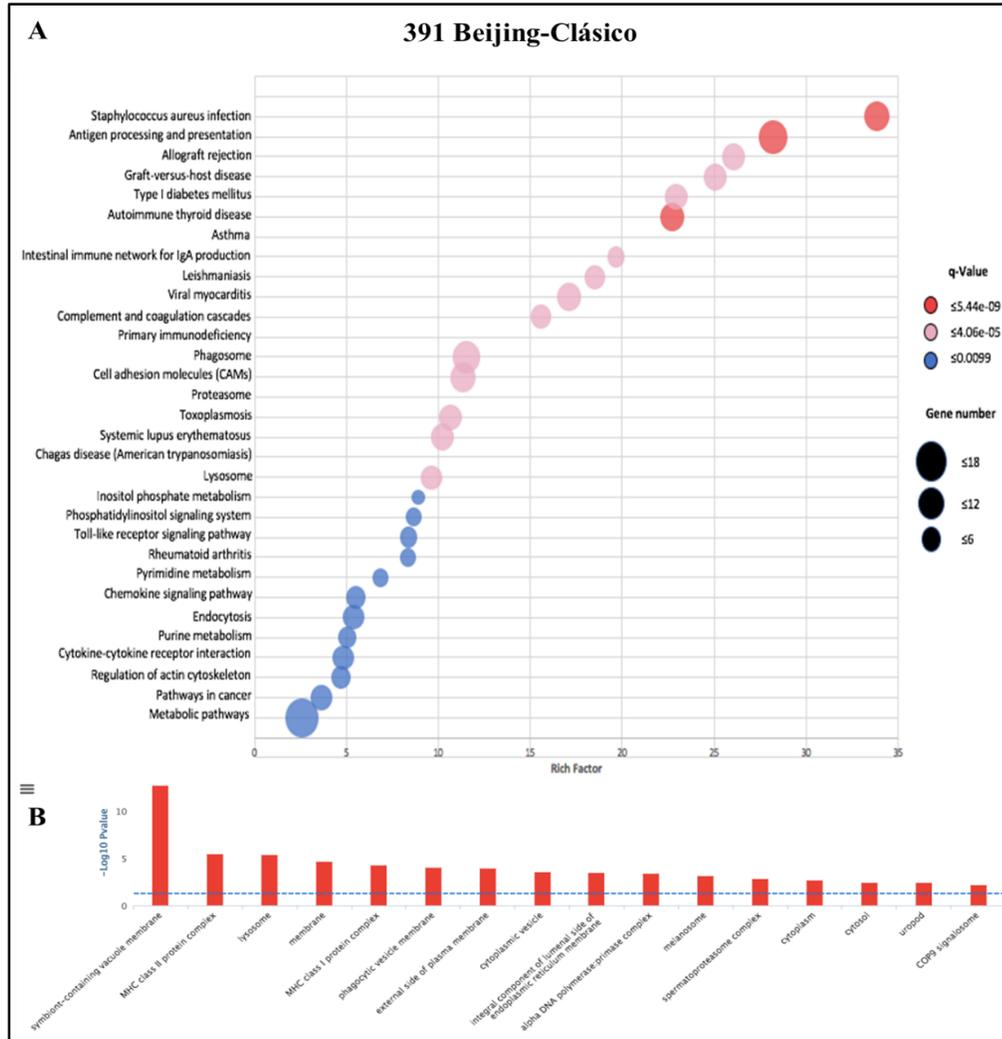 A
391 Beijing-Clásico
Staphylococcus aureus infection
Antigen processing and presentation
Allograft rejection
Graft-versus-host disease
Type I diabetes mellitus
Autoimmune thyroid disease
Asthma
Intestinal immune network for IgA production
Leishmaniasis
Viral myocarditis
Complement and coagulation cascades
Primary immunodeficiency
Phagosome
Cell adhesion molecules (CAMs)
Proteasome
Toxoplasmosis
Systemic lupus erythematosus
Chagas disease (American trypanosomiasis)
Lysosome
Inositol phosphate metabolism
Phosphatidylinositol signaling system
Toll-like receptor signaling pathway
Rheumatoid arthritis
Pyrimidine metabolism
Chemokine signaling pathway
Endocytosis
Purine metabolism
Cytokine-cytokine receptor interaction
Regulation of actin cytoskeleton
Pathways in cancer
Metabolic pathways
0 5 10 15 20 25 30 35
Rich Factor
q-Value
≤5.44e-09
≤4.06e-05
≤0.0099
Gene number
≤18
≤12
≤6
B
-Log10 Pvalue
10
5
0
symbiont-containing vacuole membrane
MHC class II protein complex
lysosome
membrane
MHC class I protein complex
phagocytic vesicle membrane
external side of plasma membrane
cytoplasmic vesicle
integral component of lumenal side of
endoplasmic reticulum membrane
alpha DNA polymerase:primase complex
melanosome
spermatoproteasome complex
cytoplasm
cytosol
uropod
COP9 signalosome